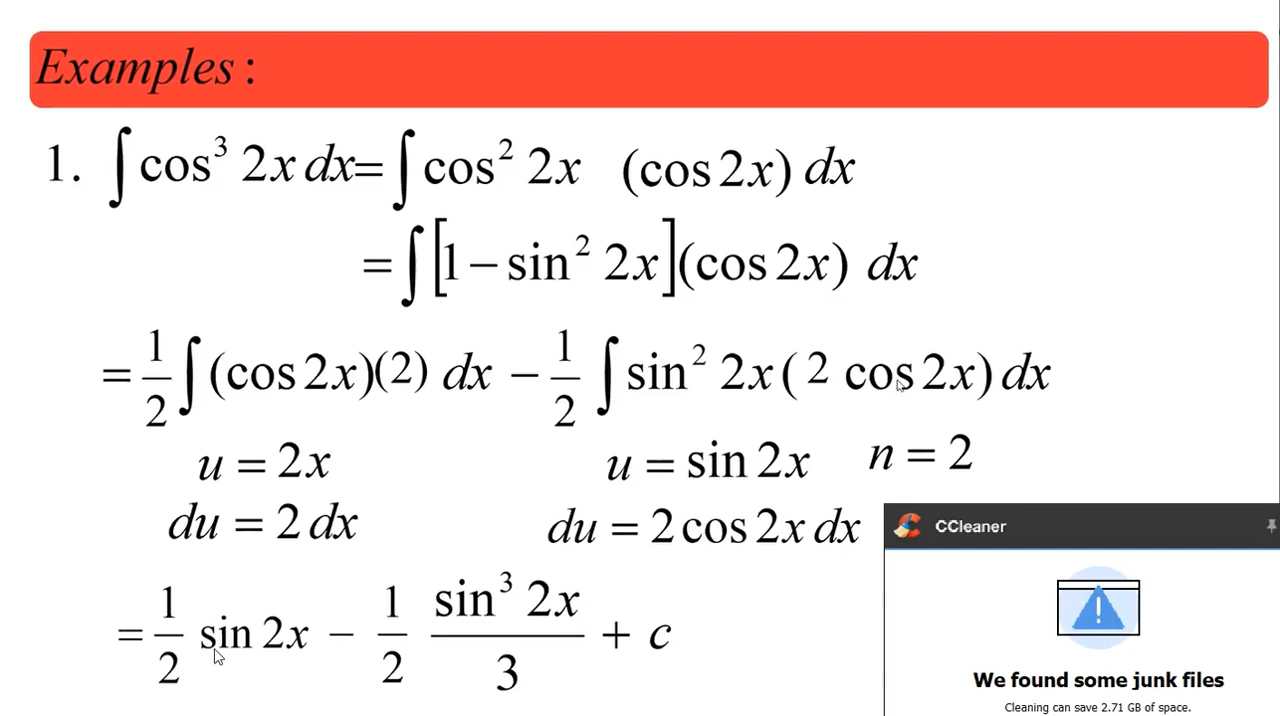 Examples :
1. ∫ cos³ 2x dx = ∫ cos² 2x (cos 2x) dx
= ∫ [1 − sin² 2x] (cos 2x) dx
= 1/2 ∫ (cos 2x)(2) dx − 1/2 ∫ sin² 2x ( 2 cos 2x) dx
u = 2x u = sin 2x n = 2
du = 2 dx du = 2 cos 2x dx
= 1/2 sin 2x − 1/2 sin³ 2x/3 + c
CCleaner
We found some junk files
Cleaning can save 2.71 GB of space.